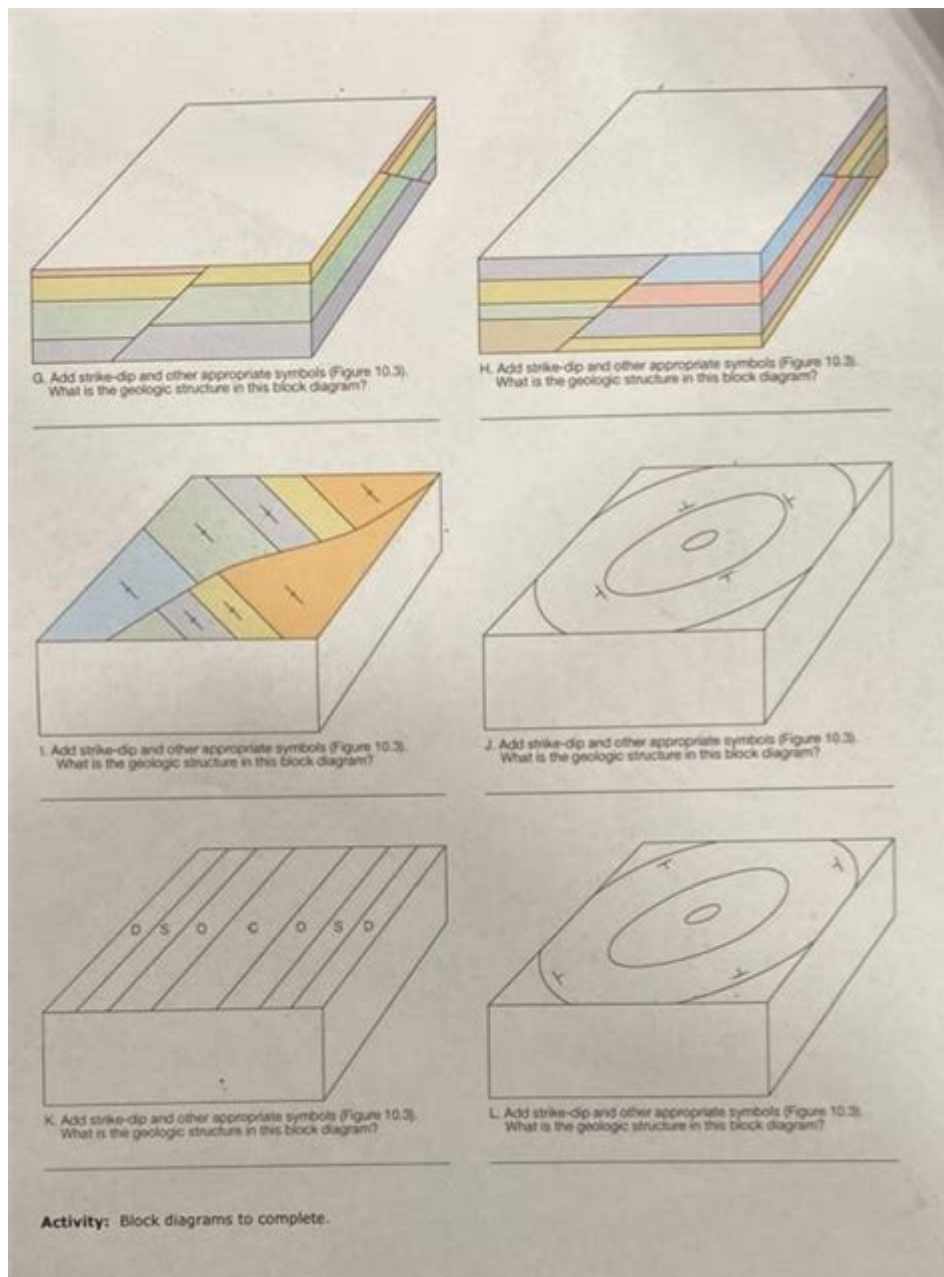 G. Add strike-dip and other appropriate symbols (Figure 10.3).
What is the geologic structure in this block diagram?
H. Add strike-dip and other appropriate symbols (Figure 10.3).
What is the geologic structure in this block diagram?
I. Add strike-dip and other appropriate symbols (Figure 10.3).
What is the geologic structure in this block diagram?
J. Add strike-dip and other appropriate symbols (Figure 10.3).
What is the geologic structure in this block diagram?
D S O C O S D
K. Add strike-dip and other appropriate symbols (Figure 10.3).
What is the geologic structure in this block diagram?
L. Add strike-dip and other appropriate symbols (Figure 10.3).
What is the geologic structure in this block diagram?
Activity: Block diagrams to complete.